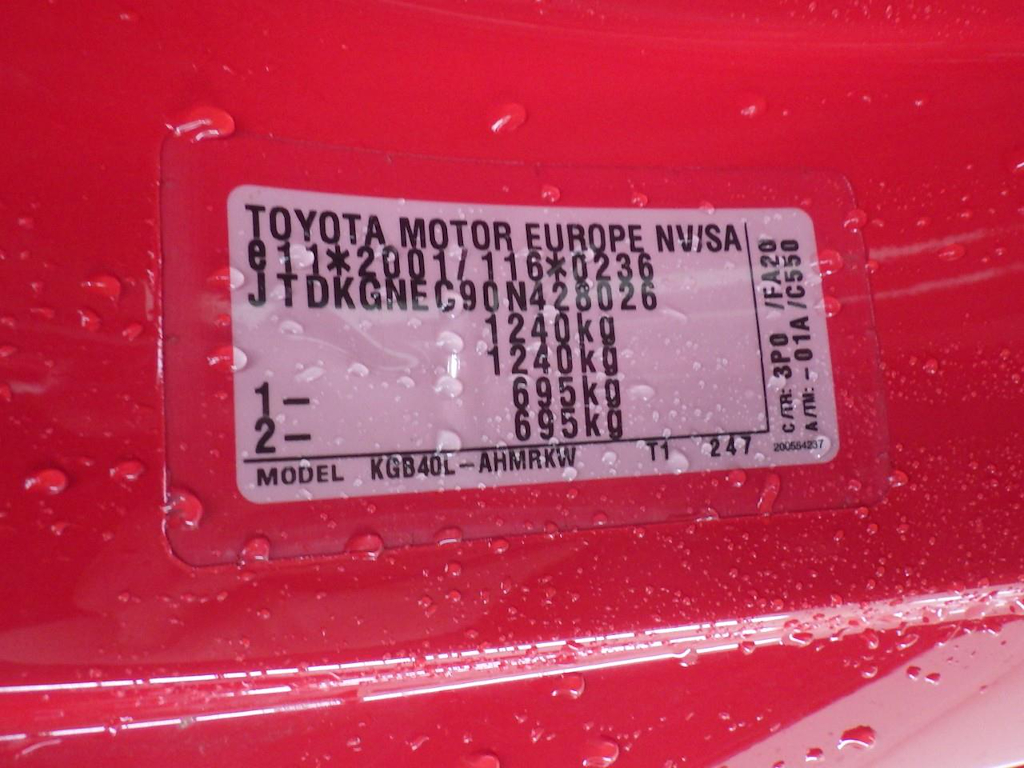 TOYOTA MOTOR EUROPE NV/SA
e11*2001/116*0236
JTDKGNEC90N428026
1240kg
1240kg
1- 695kg
2- 695kg
MODEL KGB40L-AHMRKW T1 247
C/TR: 3P0 /FA20
A/TM: -01A /C550
200554237